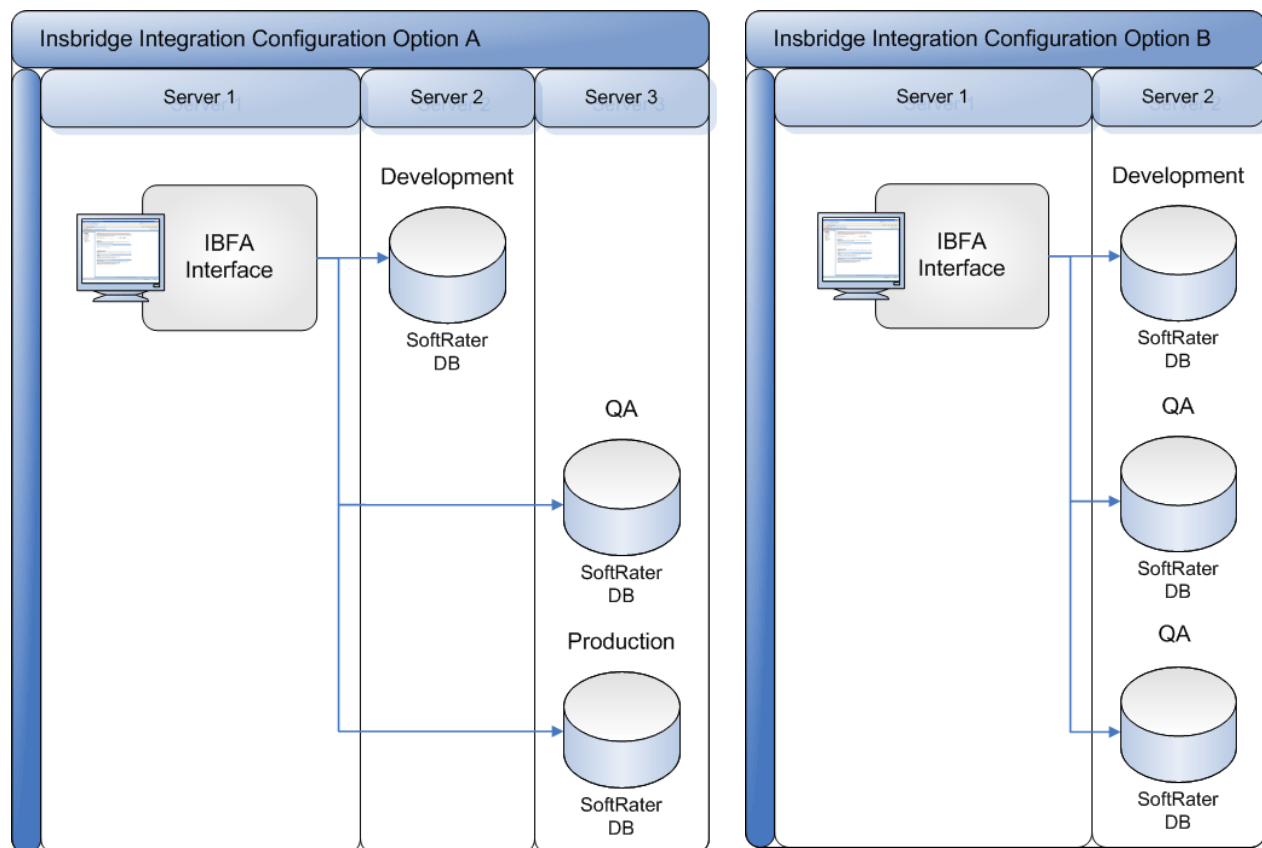 Insbridge Integration Configuration Option A
Server 1
Server 2
Server 3
Development
IBFA
Interface
SoftRater
DB
QA
SoftRater
DB
Production
SoftRater
DB
Insbridge Integration Configuration Option B
Server 1
Server 2
Development
IBFA
Interface
SoftRater
DB
QA
SoftRater
DB
QA
SoftRater
DB